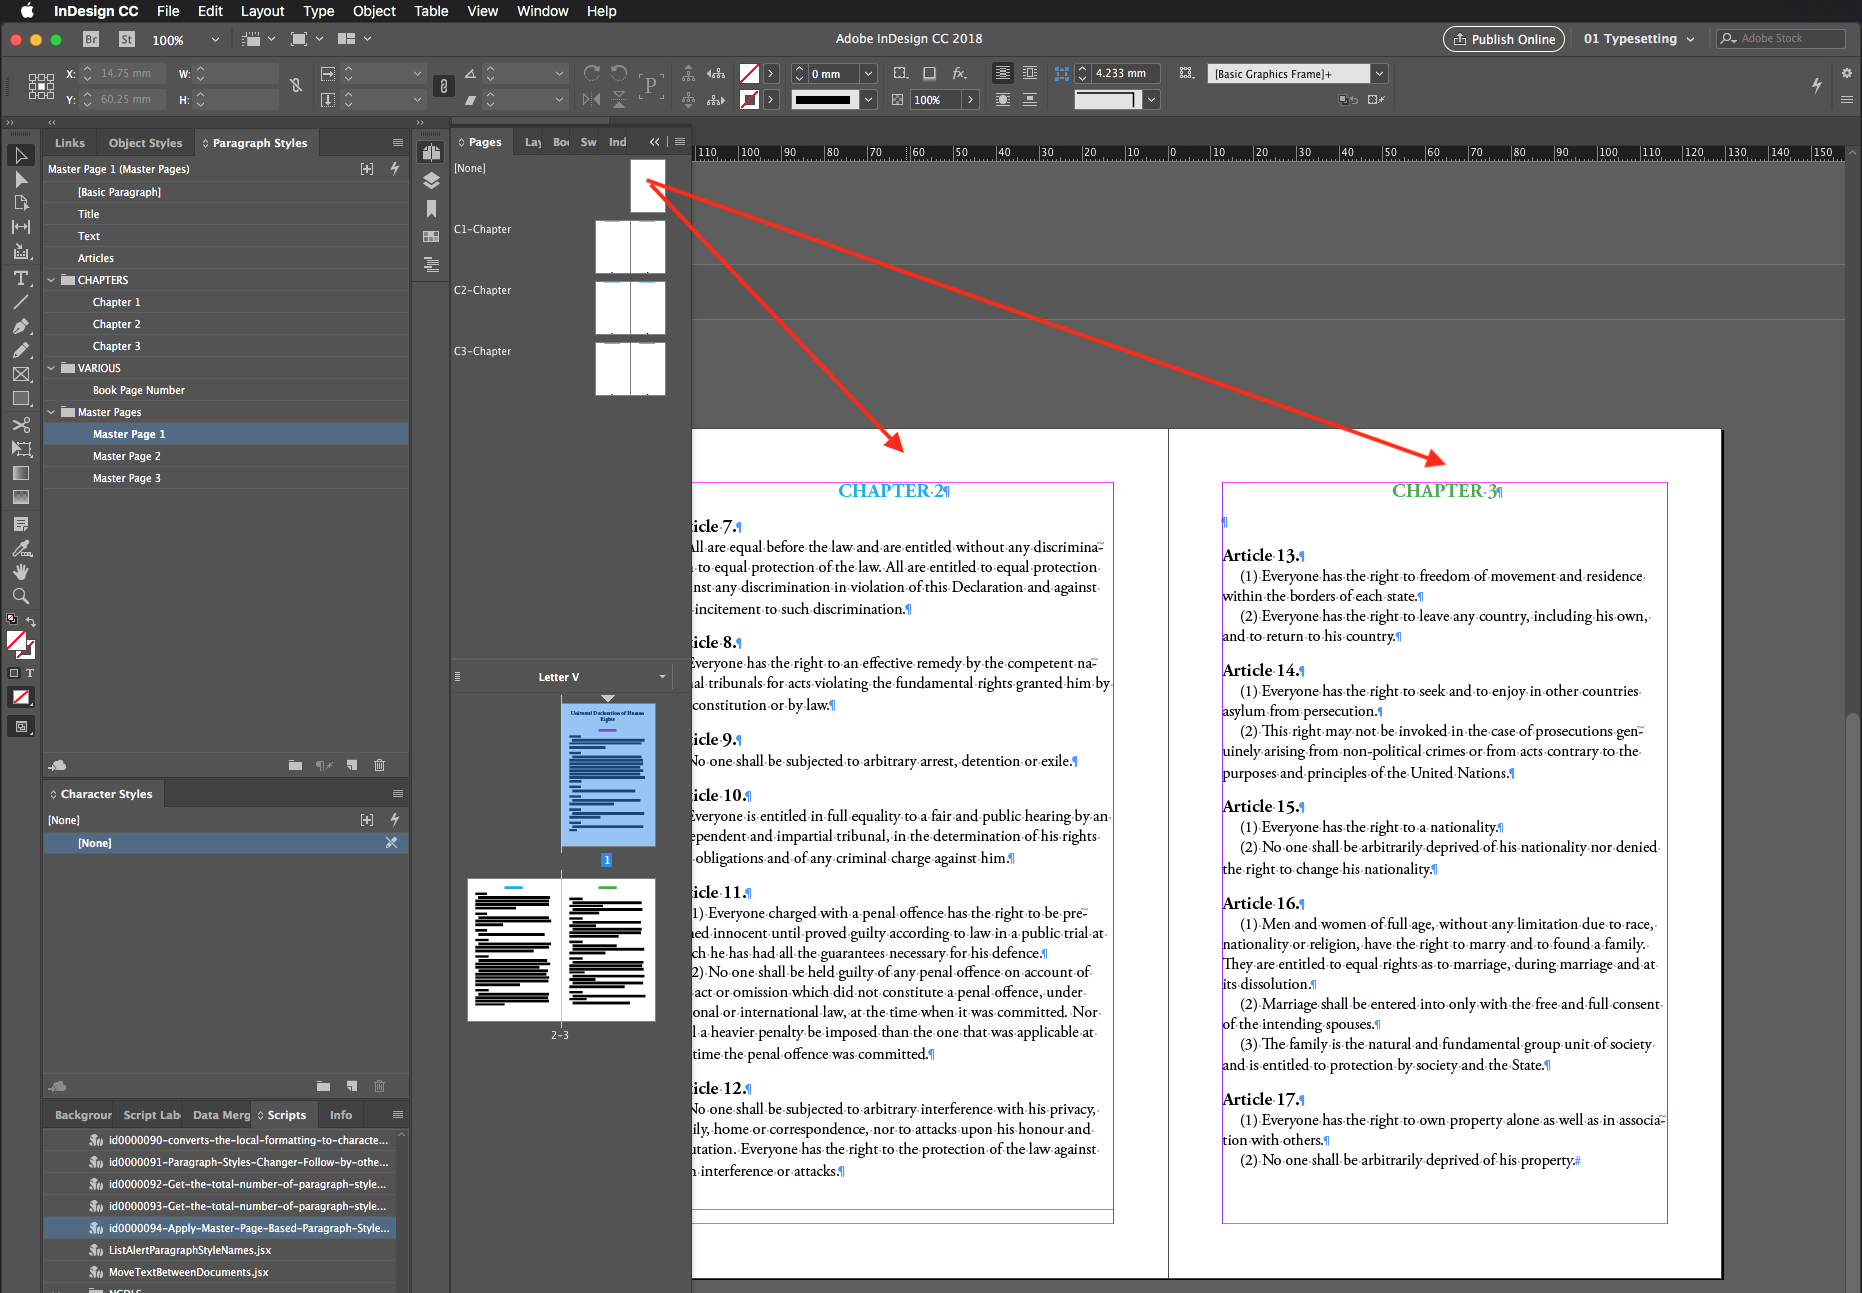 InDesign CC File Edit Layout Type Object Table View Window Help
Br St 100% Adobe InDesign CC 2018 Publish Online 01 Typesetting Adobe Stock
X: 14.75 mm W: 0 mm 4.233 mm [Basic Graphics Frame]+
Y: 60.25 mm H: 100%
Links Object Styles Paragraph Styles
Master Page 1 (Master Pages)
[Basic Paragraph]
Title
Text
Articles
CHAPTERS
Chapter 1
Chapter 2
Chapter 3
VARIOUS
Book Page Number
Master Pages
Master Page 1
Master Page 2
Master Page 3
Character Styles
[None]
[None]
Backgrour Script Lab Data Merg Scripts Info
id0000090-converts-the-local-formatting-to-characte...
id0000091-Paragraph-Styles-Changer-Follow-by-othe...
id0000092-Get-the-total-number-of-paragraph-style...
id0000093-Get-the-total-number-of-paragraph-style...
id0000094-Apply-Master-Page-Based-Paragraph-Style...
ListAlertParagraphStyleNames.jsx
MoveTextBetweenDocuments.jsx
Pages Lay Boo Sw Ind
[None]
C1-Chapter
C2-Chapter
C3-Chapter
Letter V
Universal Declaration of Human
Rights
1
2-3
110 100 90 80 70 60 50 40 30 20 10 0 10 20 30 40 50 60 70 80 90 100 110 120 130 140 150
CHAPTER 2¶
icle 7.¶
All are equal before the law and are entitled without any discrimina-
to equal protection of the law. All are entitled to equal protection
nst any discrimination in violation of this Declaration and against
incitement to such discrimination.¶
icle 8.¶
Everyone has the right to an effective remedy by the competent na-
al tribunals for acts violating the fundamental rights granted him by
constitution or by law.¶
icle 9.¶
No one shall be subjected to arbitrary arrest, detention or exile.¶
icle 10.¶
Everyone is entitled in full equality to a fair and public hearing by an
ependent and impartial tribunal, in the determination of his rights
obligations and of any criminal charge against him.¶
icle 11.¶
1) Everyone charged with a penal offence has the right to be pre-
ned innocent until proved guilty according to law in a public trial at
ch he has had all the guarantees necessary for his defence.¶
2) No one shall be held guilty of any penal offence on account of
act or omission which did not constitute a penal offence, under
onal or international law, at the time when it was committed. Nor
l a heavier penalty be imposed than the one that was applicable at
time the penal offence was committed.¶
icle 12.¶
No one shall be subjected to arbitrary interference with his privacy,
ily, home or correspondence, nor to attacks upon his honour and
utation. Everyone has the right to the protection of the law against
interference or attacks.¶
CHAPTER 3¶
¶
Article 13.¶
(1) Everyone has the right to freedom of movement and residence
within the borders of each state.¶
(2) Everyone has the right to leave any country, including his own,
and to return to his country.¶
Article 14.¶
(1) Everyone has the right to seek and to enjoy in other countries
asylum from persecution.¶
(2) This right may not be invoked in the case of prosecutions gen-
uinely arising from non-political crimes or from acts contrary to the
purposes and principles of the United Nations.¶
Article 15.¶
(1) Everyone has the right to a nationality.¶
(2) No one shall be arbitrarily deprived of his nationality nor denied
the right to change his nationality.¶
Article 16.¶
(1) Men and women of full age, without any limitation due to race,
nationality or religion, have the right to marry and to found a family.
They are entitled to equal rights as to marriage, during marriage and at
its dissolution.¶
(2) Marriage shall be entered into only with the free and full consent
of the intending spouses.¶
(3) The family is the natural and fundamental group unit of society
and is entitled to protection by society and the State.¶
Article 17.¶
(1) Everyone has the right to own property alone as well as in associa-
tion with others.¶
(2) No one shall be arbitrarily deprived of his property.#